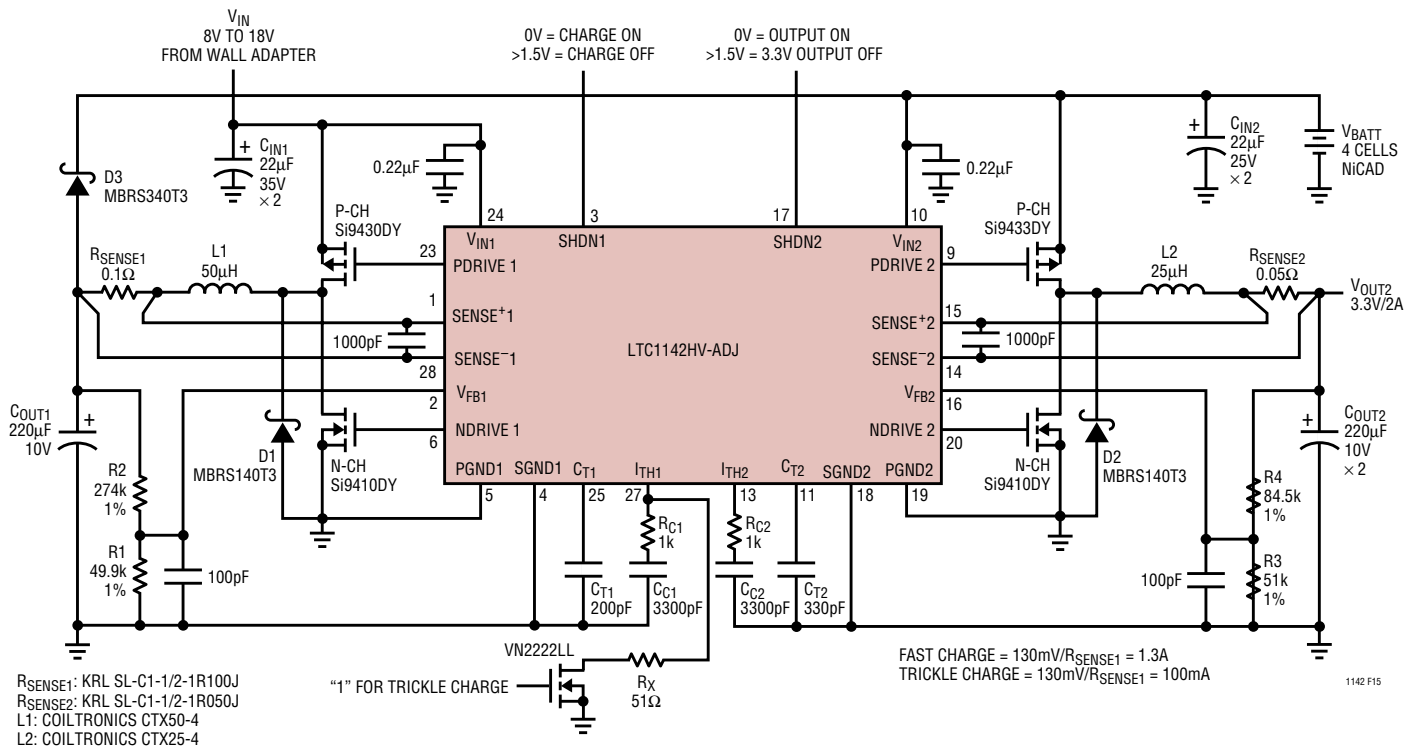 VIN
8V TO 18V
FROM WALL ADAPTER
0V = CHARGE ON
>1.5V = CHARGE OFF
0V = OUTPUT ON
>1.5V = 3.3V OUTPUT OFF
D3
MBRS340T3
+
CIN1
22µF
35V
× 2
0.22µF
0.22µF
+
CIN2
22µF
25V
× 2
VBATT
4 CELLS
NiCAD
P-CH
Si9430DY
24
3
17
10
P-CH
Si9433DY
VIN1
SHDN1
SHDN2
VIN2
RSENSE1
0.1Ω
L1
50µH
23
PDRIVE 1
PDRIVE 2
9
L2
25µH
RSENSE2
0.05Ω
VOUT2
3.3V/2A
1
SENSE+1
SENSE+2
15
1000pF
LTC1142HV-ADJ
1000pF
SENSE–1
SENSE–2
28
14
VFB1
VFB2
2
16
COUT1
220µF
10V
+
NDRIVE 1
NDRIVE 2
6
20
+
COUT2
220µF
10V
× 2
D1
MBRS140T3
N-CH
Si9410DY
PGND1
SGND1
CT1
ITH1
ITH2
CT2
SGND2
PGND2
N-CH
Si9410DY
D2
MBRS140T3
5
4
25
27
13
11
18
19
R2
274k
1%
R4
84.5k
1%
RC1
1k
RC2
1k
R1
49.9k
1%
100pF
CT1
200pF
CC1
3300pF
CC2
3300pF
CT2
330pF
100pF
R3
51k
1%
VN2222LL
“1” FOR TRICKLE CHARGE
RX
51Ω
FAST CHARGE = 130mV/RSENSE1 = 1.3A
TRICKLE CHARGE = 130mV/RSENSE1 = 100mA
1142 F15
RSENSE1: KRL SL-C1-1/2-1R100J
RSENSE2: KRL SL-C1-1/2-1R050J
L1: COILTRONICS CTX50-4
L2: COILTRONICS CTX25-4